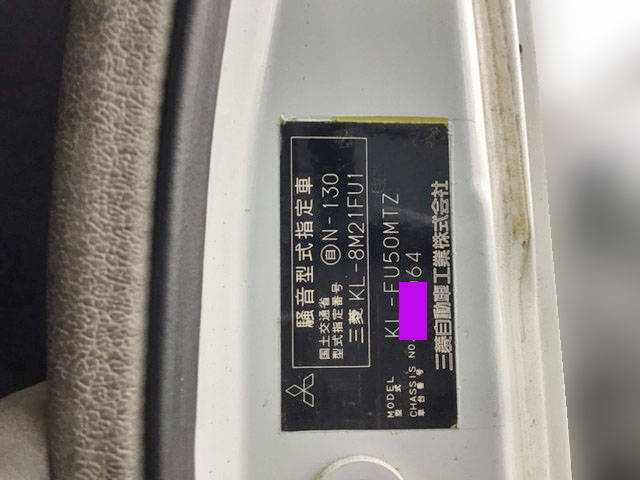 騒音型式指定車
国土交通省
型式指定番号
自N-130
三菱 KL-8M21FU1
MODEL
型式
KL-FU50MTZ
CHASSIS NO.
車台番号
64
三菱自動車工業株式会社